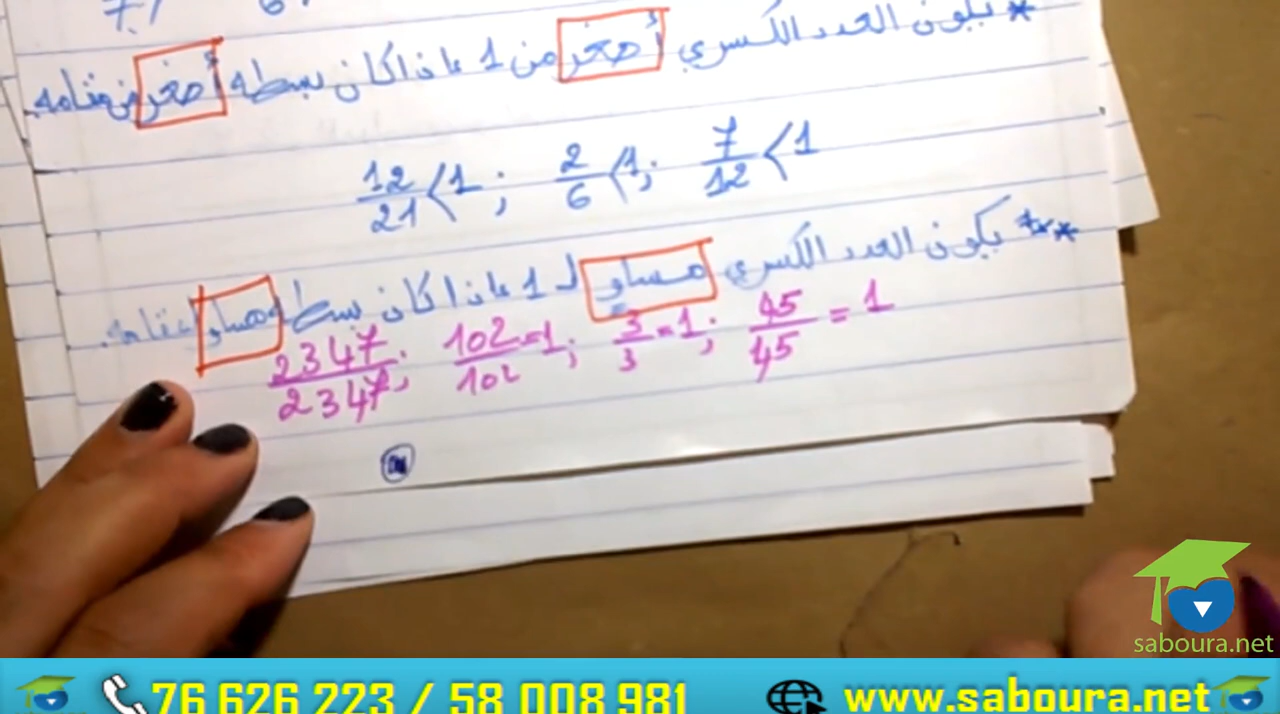 * يكون العدد الكسري أصغر من 1 إذا كان بسطه أصغر من مقامه.
12/21 < 1 ; 2/6 < 1 ; 7/12 < 1
*** يكون العدد الكسري مساو لـ 1 إذا كان بسطه مساو لمقامه.
2347/2347 ; 102/102 = 1 ; 3/3 = 1 ; 45/45 = 1
saboura.net
76 626 223 / 58 008 981 www.saboura.net